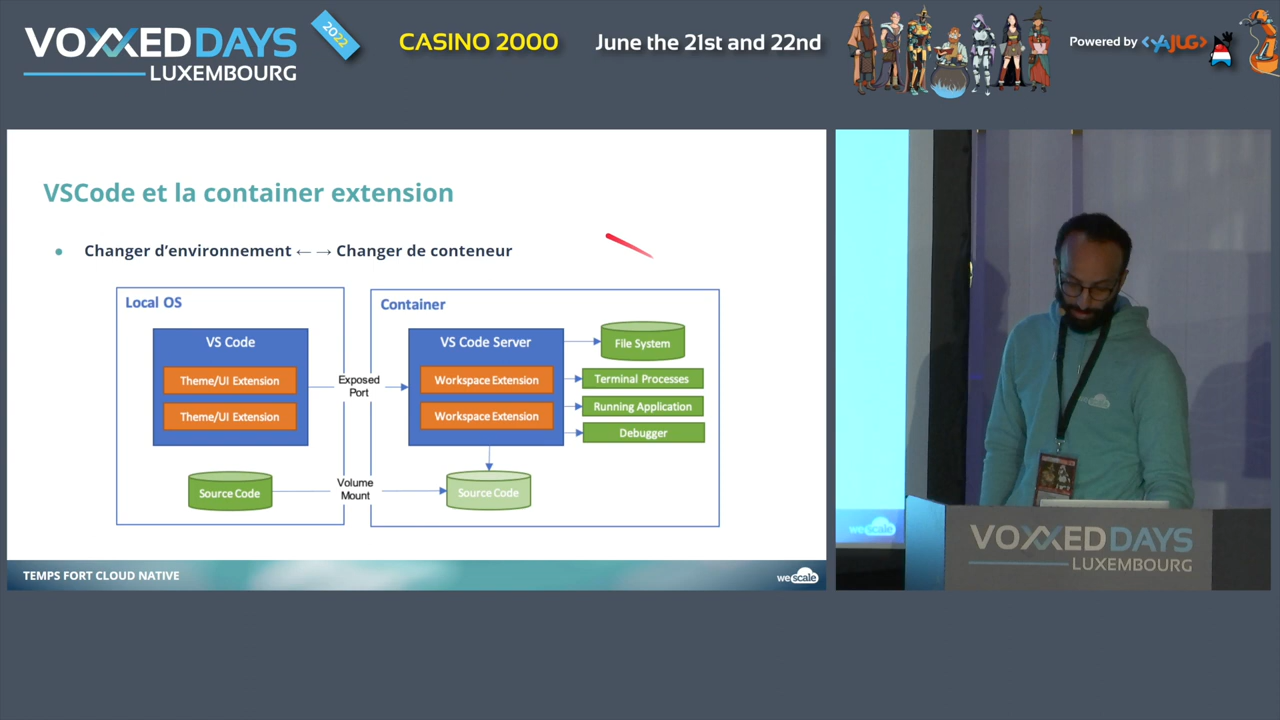 VOXXEDDAYS
LUXEMBOURG
2022
CASINO 2000
June the 21st and 22nd
Powered by <YAJUG>
VSCode et la container extension
• Changer d'environnement ←→ Changer de conteneur
Local OS
VS Code
Theme/UI Extension
Theme/UI Extension
Source Code
Exposed
Port
Volume
Mount
Container
VS Code Server
Workspace Extension
Workspace Extension
Source Code
File System
Terminal Processes
Running Application
Debugger
TEMPS FORT CLOUD NATIVE
wescale
wescale
wescale
VOXXEDDAYS
LUXEMBOURG